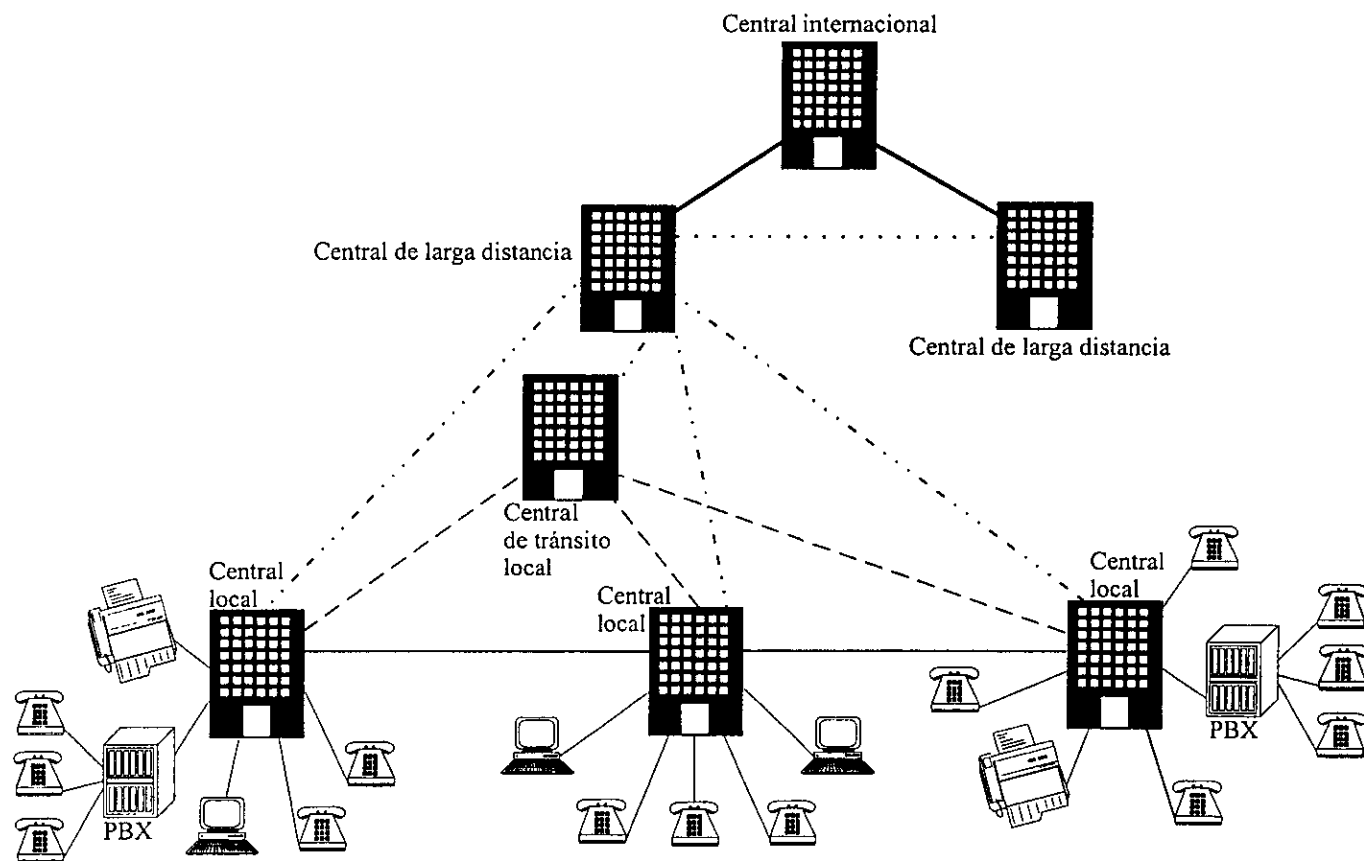 Central internacional
Central de larga distancia
Central de larga distancia
Central
de tránsito
local
Central
local
Central
local
Central
local
PBX
PBX